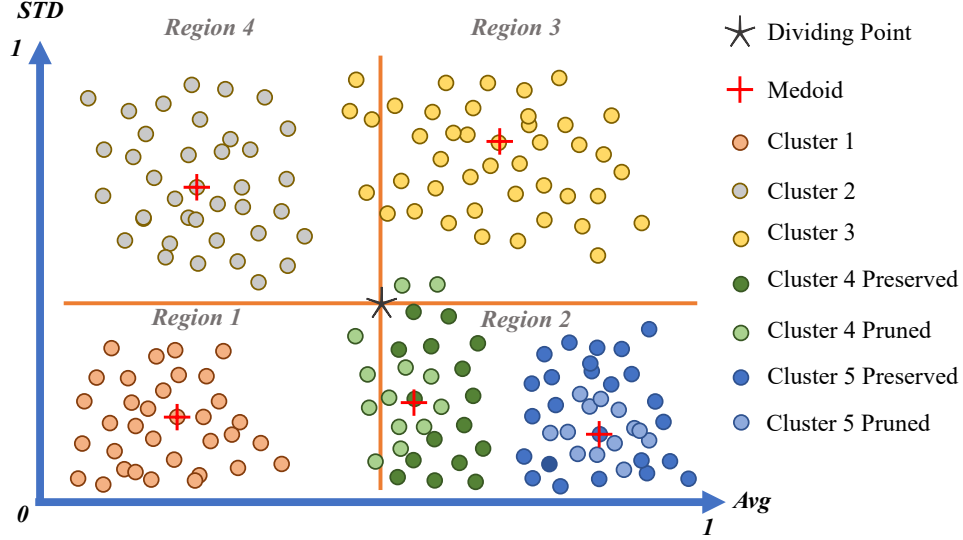 STD
1
Region 4
Region 3
Region 1
Region 2
0
Avg
1
Dividing Point
Medoid
Cluster 1
Cluster 2
Cluster 3
Cluster 4 Preserved
Cluster 4 Pruned
Cluster 5 Preserved
Cluster 5 Pruned